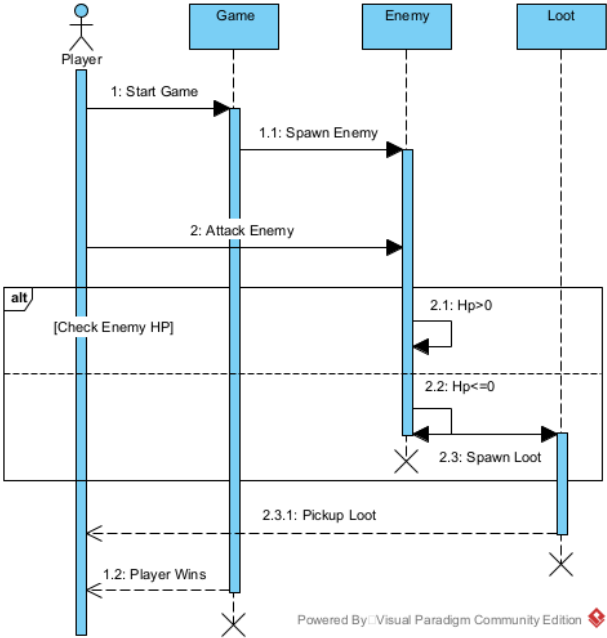 Game
Enemy
Loot
Player
1: Start Game
1.1: Spawn Enemy
2: Attack Enemy
alt
2.1: Hp>0
[Check Enemy HP]
2.2: Hp<=0
2.3: Spawn Loot
2.3.1: Pickup Loot
1.2: Player Wins
Powered By Visual Paradigm Community Edition